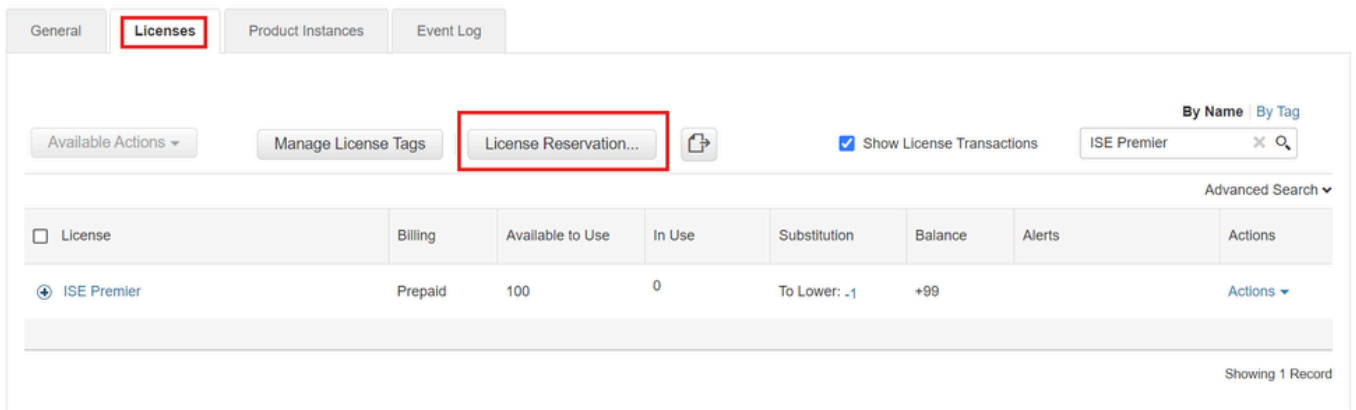 General Licenses Product Instances Event Log
By Name By Tag
Available Actions Manage License Tags License Reservation... Show License Transactions ISE Premier
Advanced Search
License Billing Available to Use In Use Substitution Balance Alerts Actions
ISE Premier Prepaid 100 0 To Lower: -1 +99 Actions
Showing 1 Record